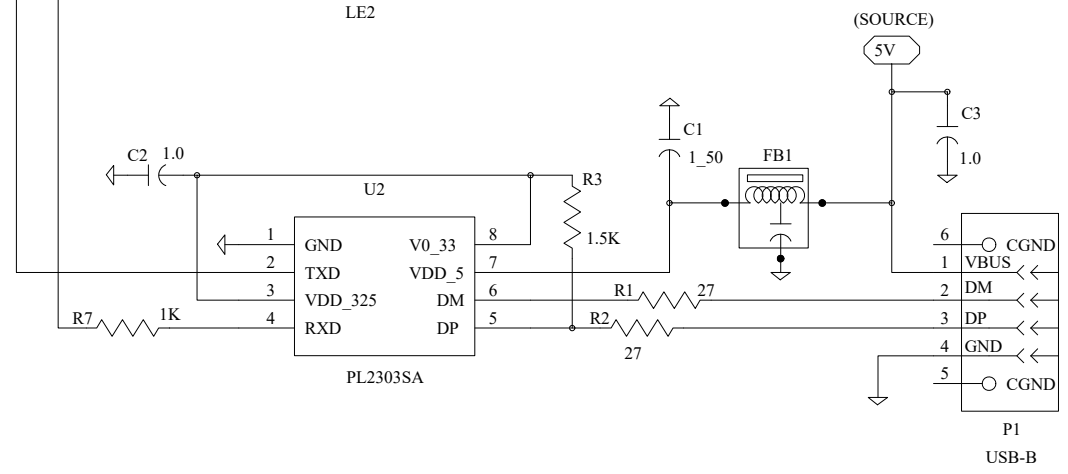 LE2
(SOURCE)
5V
C3
1.0
C1
1_50
FB1
C2 1.0
U2
R3
1.5K
1 GND V0_33 8
2 TXD VDD_5 7
3 VDD_325 DM 6
4 RXD DP 5
R7 1K
R1 27
R2
27
PL2303SA
6 CGND
1 VBUS
2 DM
3 DP
4 GND
5 CGND
P1
USB-B